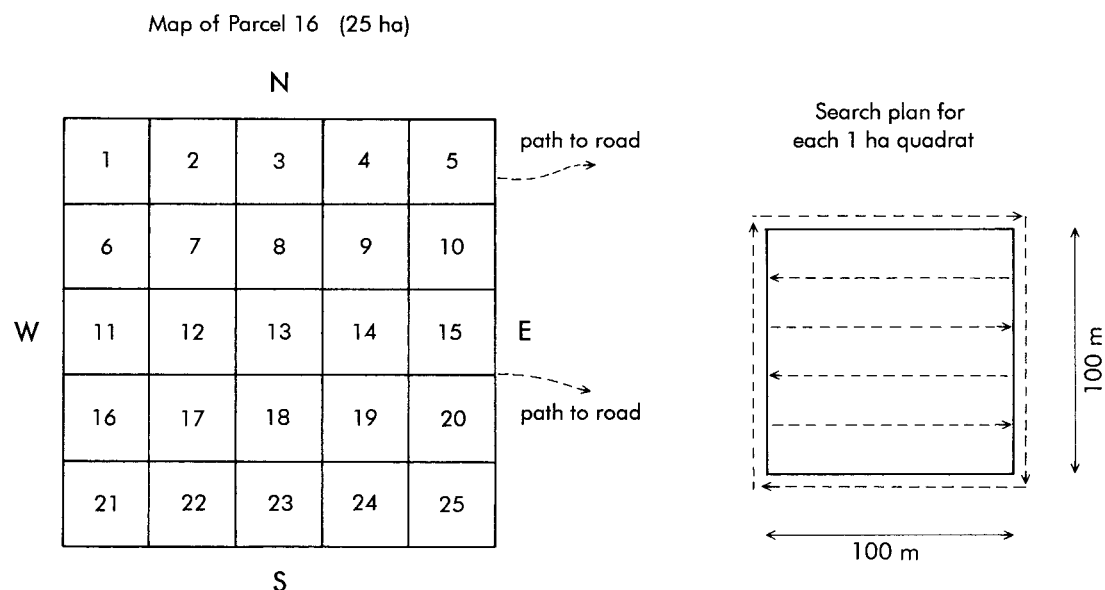 Map of Parcel 16 (25 ha)
N
1 2 3 4 5
path to road
6 7 8 9 10
W
11 12 13 14 15
E
16 17 18 19 20
path to road
21 22 23 24 25
S
Search plan for
each 1 ha quadrat
100 m
100 m